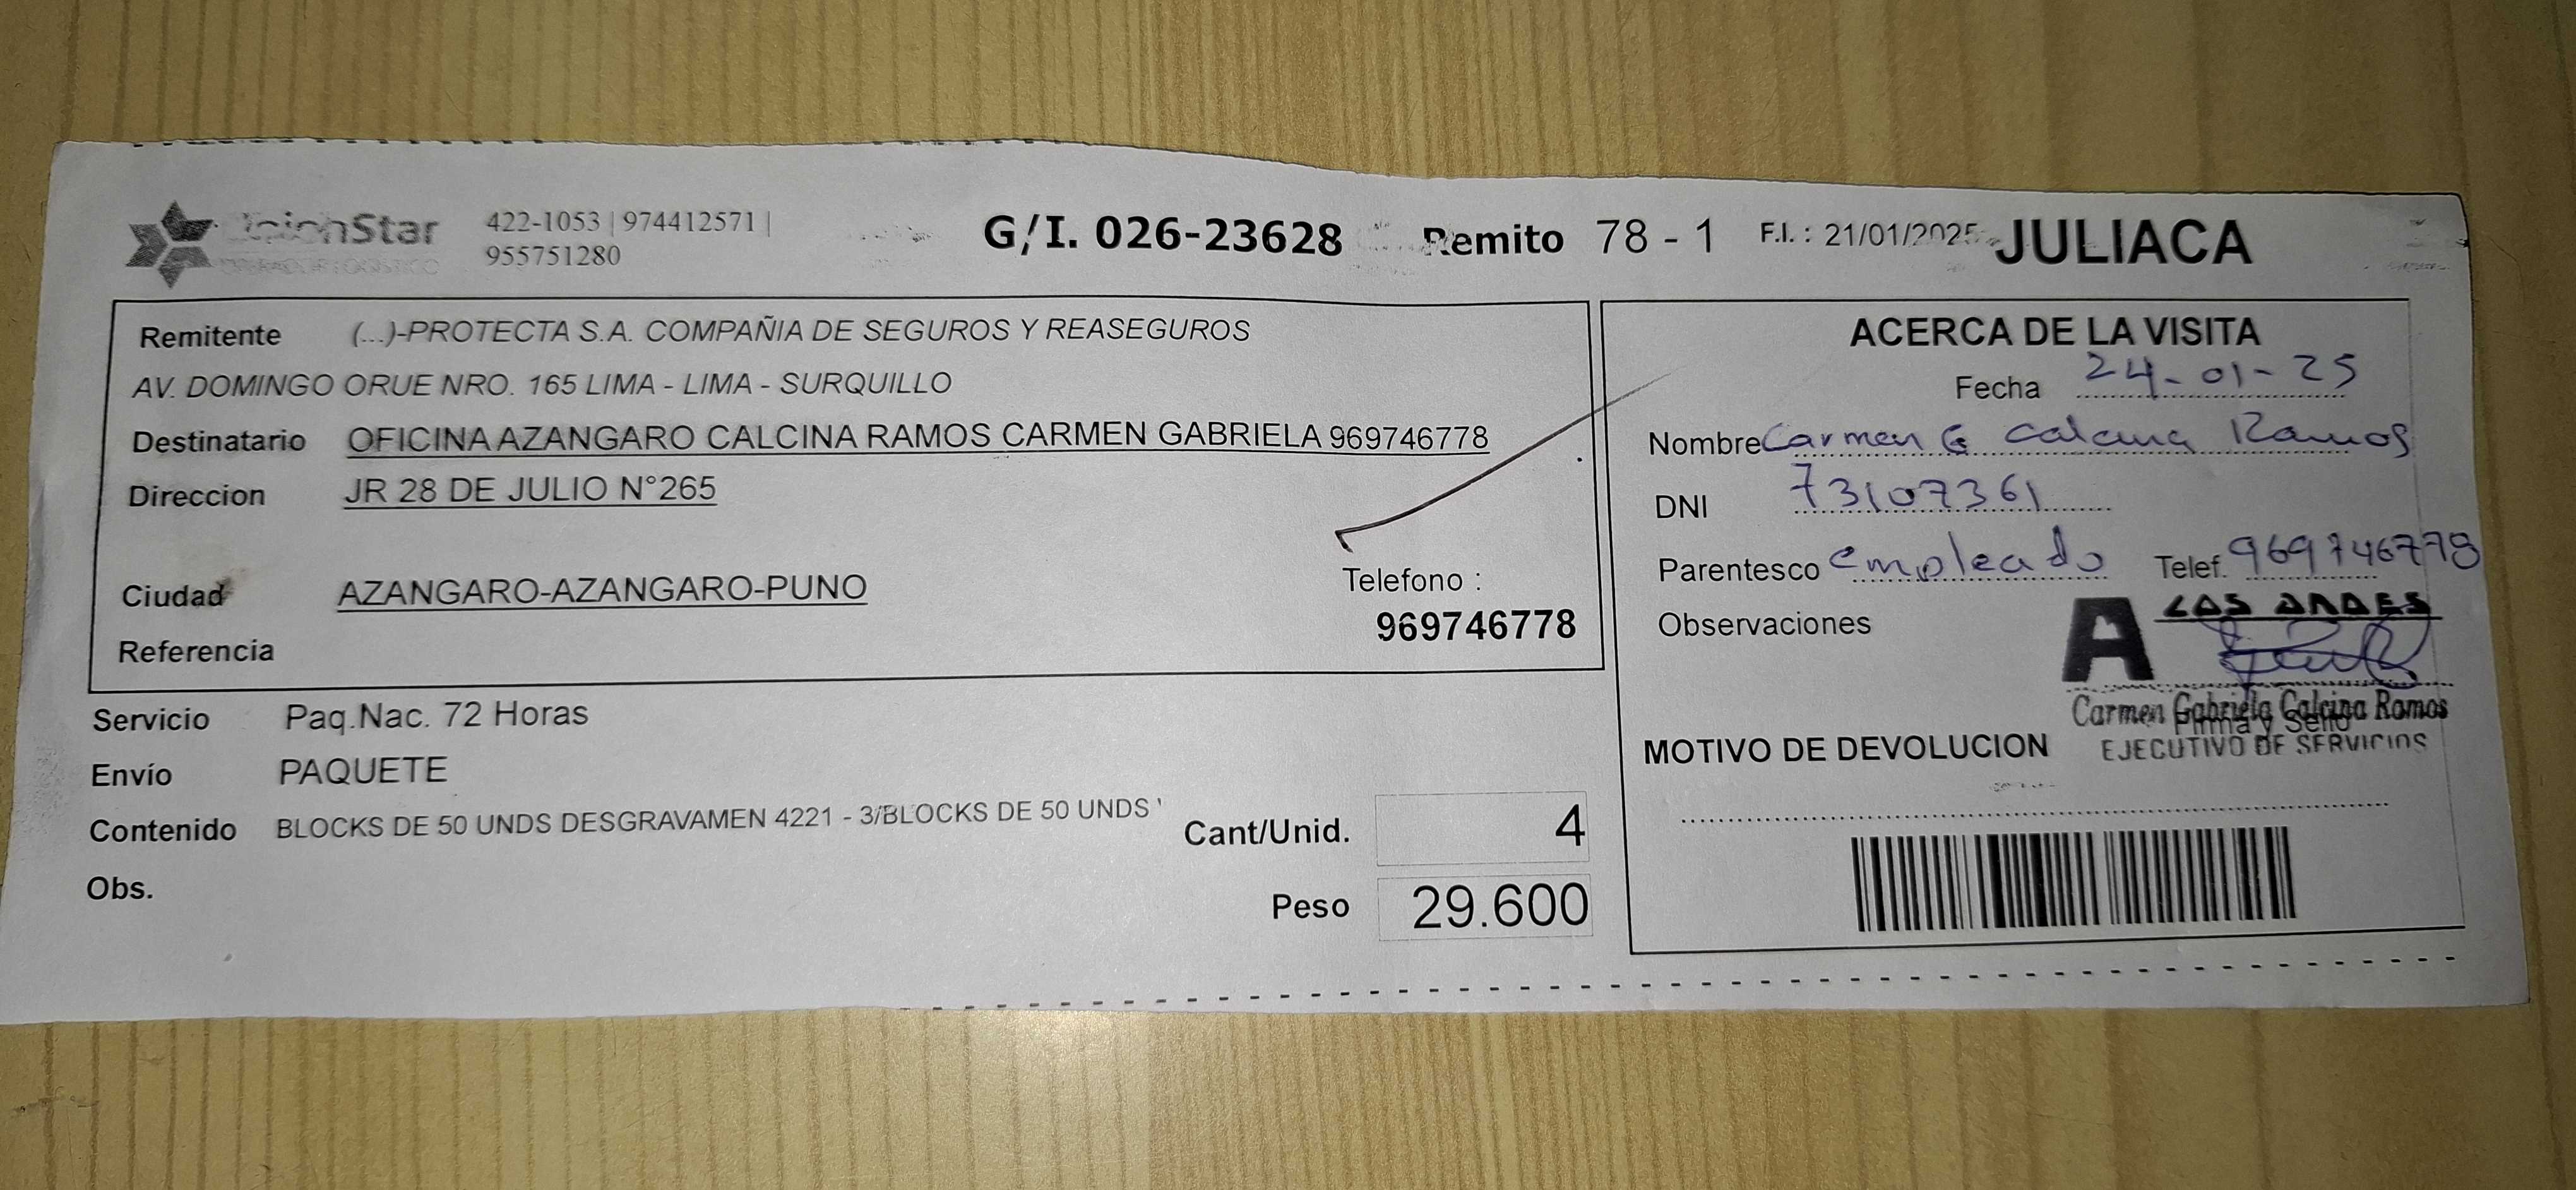 UnionStar
OPERADOR LOGISTICO
422-1053 | 974412571 |
955751280
G/I. 026-23628
Remito 78 - 1
F.I. : 21/01/2025
JULIACA
Remitente (...)-PROTECTA S.A. COMPAÑIA DE SEGUROS Y REASEGUROS
AV. DOMINGO ORUE NRO. 165 LIMA - LIMA - SURQUILLO
Destinatario OFICINA AZANGARO CALCINA RAMOS CARMEN GABRIELA 969746778
Direccion JR 28 DE JULIO N°265
Ciudad AZANGARO-AZANGARO-PUNO
Telefono :
969746778
Referencia
Servicio Paq.Nac. 72 Horas
Envío PAQUETE
Contenido BLOCKS DE 50 UNDS DESGRAVAMEN 4221 - 3/BLOCKS DE 50 UNDS '
Cant/Unid. 4
Obs.
Peso 29.600
ACERCA DE LA VISITA
Fecha 24-01-25
Nombre Carmen G Calcina Ramos
DNI 73107361
Parentesco empleado Telef. 969746778
Observaciones
A LOS ANDES
Carmen Gabriela Calcina Ramos
Firma y Sello
EJECUTIVO DE SERVICIOS
MOTIVO DE DEVOLUCION